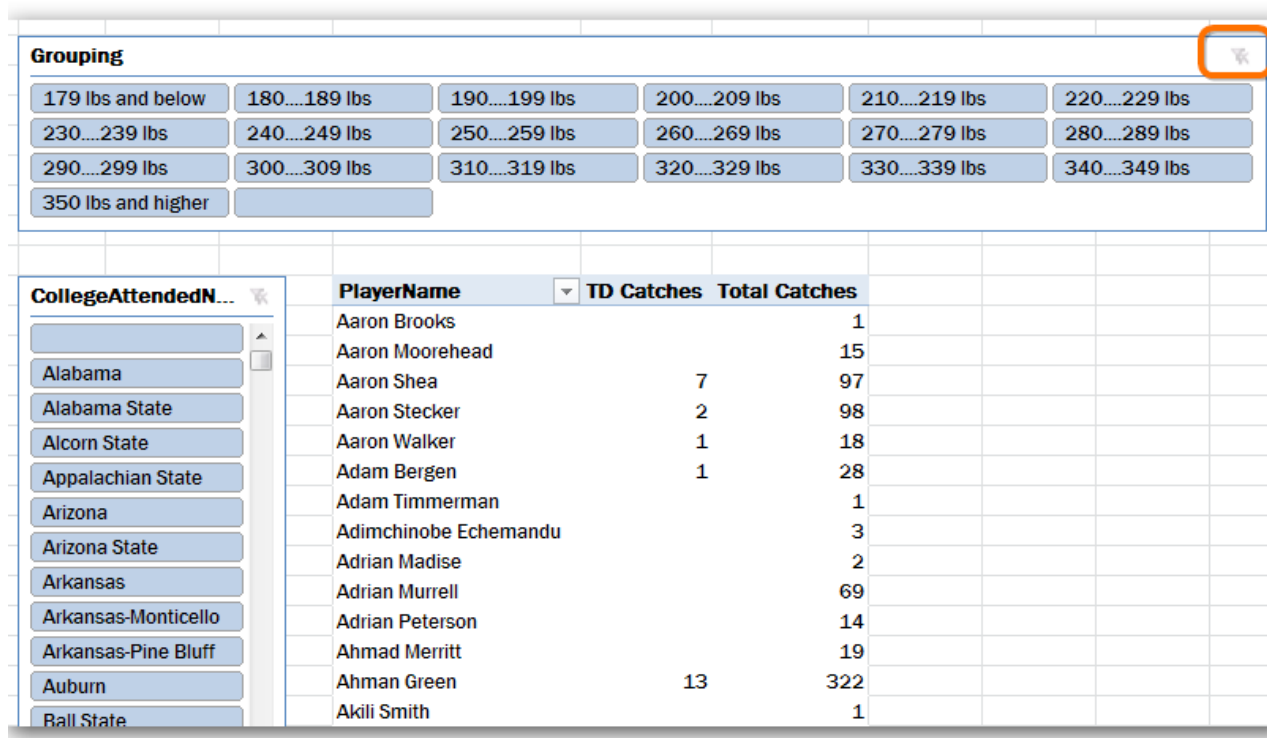 Grouping
179 lbs and below 180....189 lbs 190....199 lbs 200....209 lbs 210....219 lbs 220....229 lbs
230....239 lbs 240....249 lbs 250....259 lbs 260....269 lbs 270....279 lbs 280....289 lbs
290....299 lbs 300....309 lbs 310....319 lbs 320....329 lbs 330....339 lbs 340....349 lbs
350 lbs and higher
CollegeAttendedN...
Alabama
Alabama State
Alcorn State
Appalachian State
Arizona
Arizona State
Arkansas
Arkansas-Monticello
Arkansas-Pine Bluff
Auburn
Ball State
PlayerName TD Catches Total Catches
Aaron Brooks 1
Aaron Moorehead 15
Aaron Shea 7 97
Aaron Stecker 2 98
Aaron Walker 1 18
Adam Bergen 1 28
Adam Timmerman 1
Adimchinobe Echemandu 3
Adrian Madise 2
Adrian Murrell 69
Adrian Peterson 14
Ahmad Merritt 19
Ahman Green 13 322
Akili Smith 1